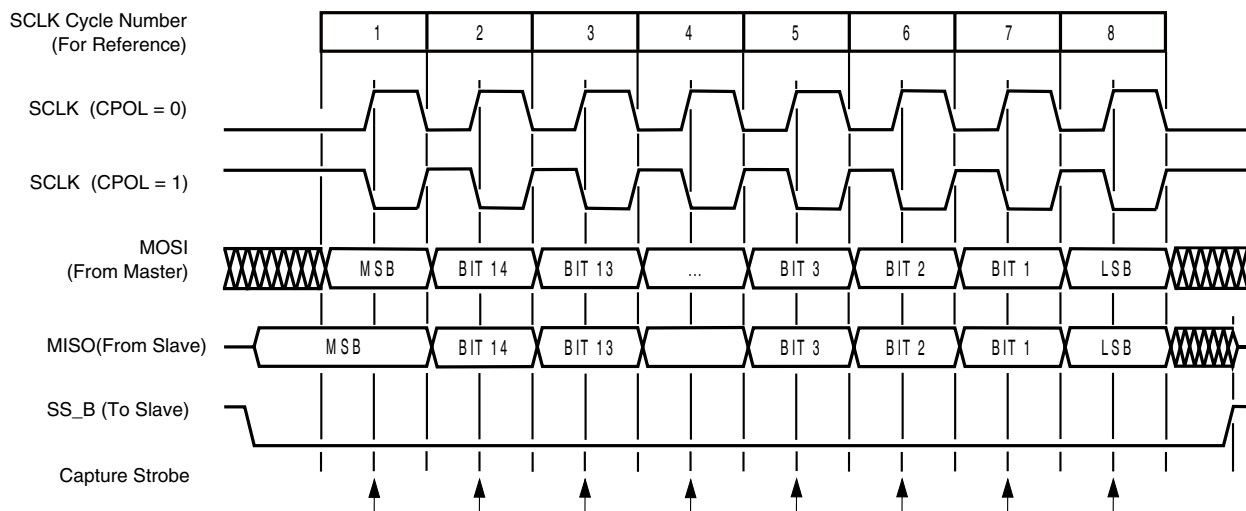 SCLK Cycle Number
(For Reference)
1 2 3 4 5 6 7 8
SCLK (CPOL = 0)
SCLK (CPOL = 1)
MOSI
(From Master)
MSB BIT 14 BIT 13 ... BIT 3 BIT 2 BIT 1 LSB
MISO(From Slave)
MSB BIT 14 BIT 13 BIT 3 BIT 2 BIT 1 LSB
SS_B (To Slave)
Capture Strobe